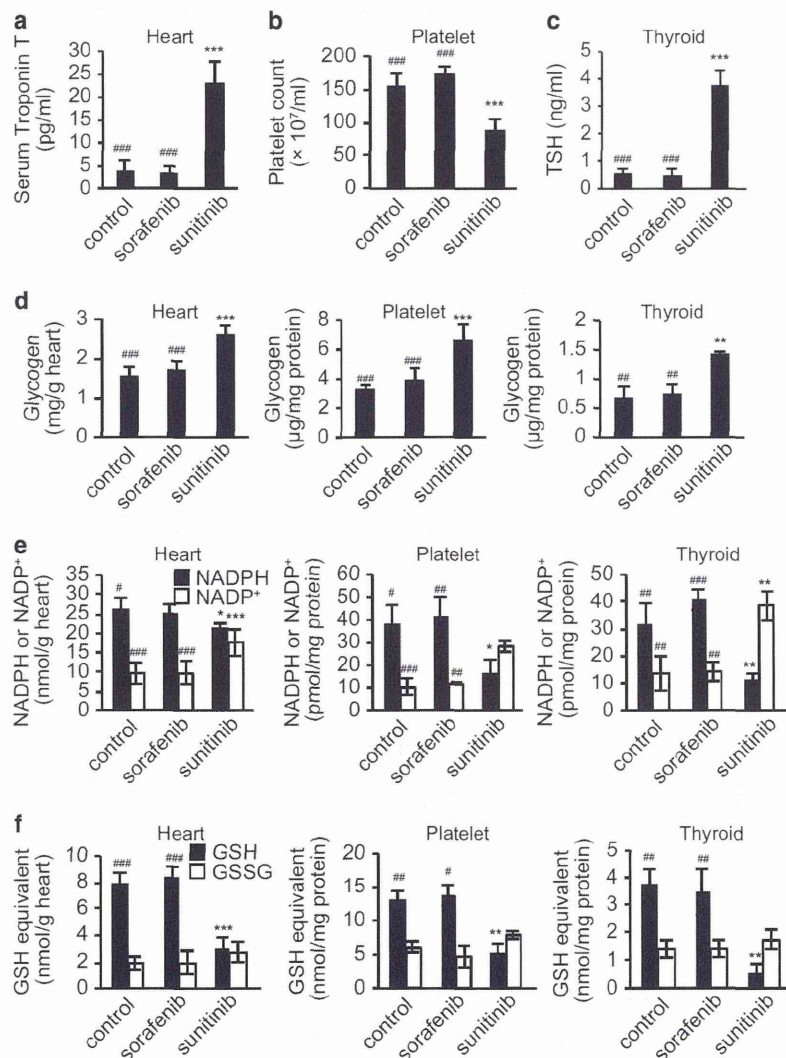 a
Heart
Serum Troponin T
(pg/ml)
30
25
20
15
10
5
0
###
###
***
control
sorafenib
sunitinib
b
Platelet
Platelet count
(× 10⁷/ml)
200
150
100
50
0
###
###
***
control
sorafenib
sunitinib
c
Thyroid
TSH (ng/ml)
5
4
3
2
1
0
###
###
***
control
sorafenib
sunitinib
d
Heart
Glycogen
(mg/g heart)
3
2
1
0
###
###
***
control
sorafenib
sunitinib
Platelet
Glycogen
(µg/mg protein)
8
6
4
2
0
###
###
***
control
sorafenib
sunitinib
Thyroid
Glycogen
(µg/mg protein)
2
1.5
1
0.5
0
##
##
**
control
sorafenib
sunitinib
e
Heart
NADPH
NADP⁺
NADPH or NADP⁺
(nmol/g heart)
35
30
25
20
15
10
5
0
#
###
###
*
***
control
sorafenib
sunitinib
Platelet
NADPH or NADP⁺
(pmol/mg protein)
60
50
40
30
20
10
0
#
###
##
##
*
control
sorafenib
sunitinib
Thyroid
NADPH or NADP⁺
(pmol/mg proein)
50
40
30
20
10
0
##
##
###
##
**
**
control
sorafenib
sunitinib
f
Heart
GSH
GSSG
GSH equivalent
(nmol/g heart)
10
8
6
4
2
0
###
###
***
control
sorafenib
sunitinib
Platelet
GSH equivalent
(nmol/mg protein)
20
15
10
5
0
##
#
**
control
sorafenib
sunitinib
Thyroid
GSH equivalent
(nmol/mg protein)
5
4
3
2
1
0
##
##
**
control
sorafenib
sunitinib